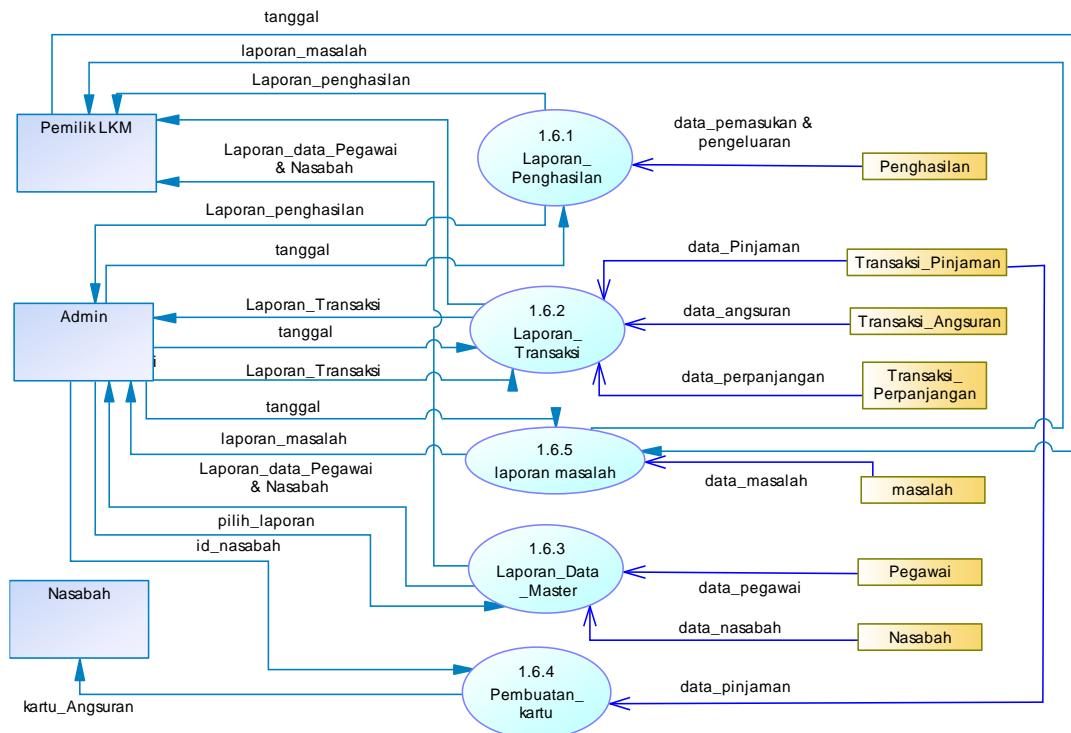 tanggal
laporan_masalah
Laporan_penghasilan
Pemilik LKM
Laporan_data_Pegawai
& Nasabah
1.6.1
Laporan_
Penghasilan
data_pemasukan &
pengeluaran
Penghasilan
Laporan_penghasilan
tanggal
data_Pinjaman
Transaksi_Pinjaman
Admin
Laporan_Transaksi
1.6.2
Laporan_
Transaksi
data_angsuran
Transaksi_Angsuran
tanggal
i
Laporan_Transaksi
data_perpanjangan
Transaksi_
Perpanjangan
tanggal
laporan_masalah
1.6.5
laporan masalah
data_masalah
masalah
Laporan_data_Pegawai
& Nasabah
pilih_laporan
id_nasabah
1.6.3
Laporan_Data
_Master
data_pegawai
Pegawai
Nasabah
data_nasabah
Nasabah
1.6.4
Pembuatan_
kartu
data_pinjaman
kartu_Angsuran